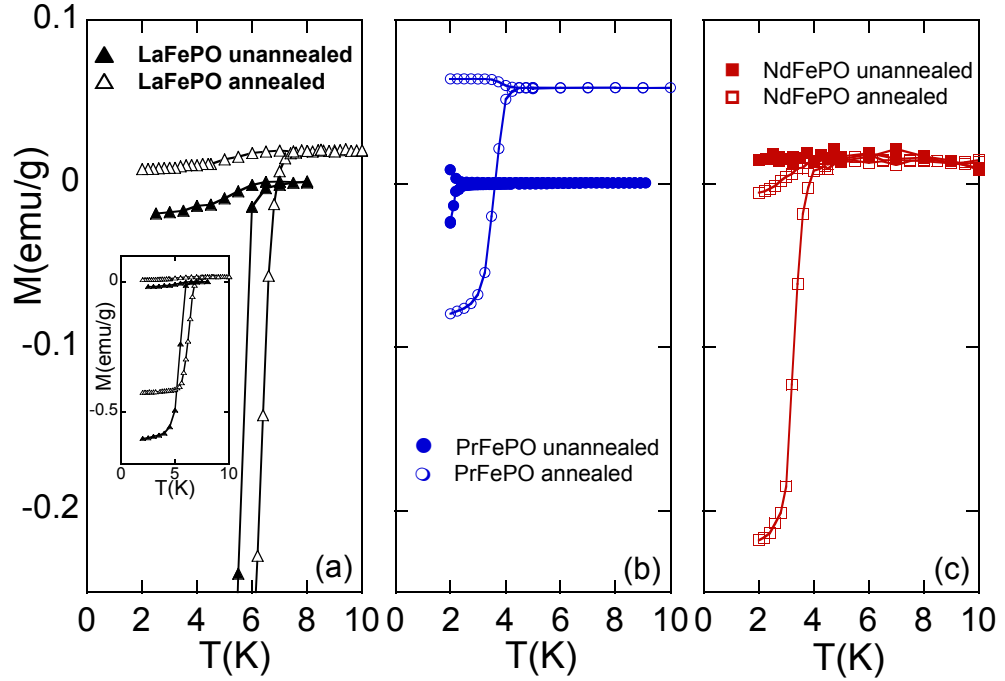 M(emu/g)
0.1
0
-0.1
-0.2
LaFePO unannealed
LaFePO annealed
M(emu/g)
0
-0.5
0 5 10
T(K)
(a)
0 2 4 6 8 10
T(K)
PrFePO unannealed
PrFePO annealed
(b)
0 2 4 6 8 10
T(K)
NdFePO unannealed
NdFePO annealed
(c)
0 2 4 6 8 10
T(K)